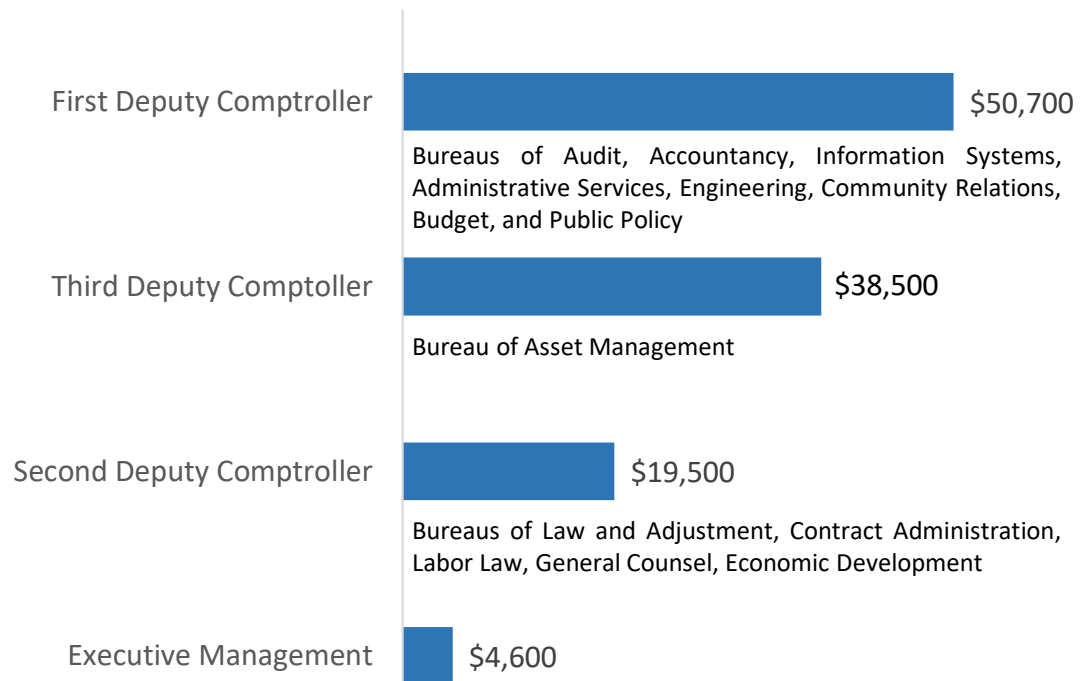 First Deputy Comptroller
$50,700
Bureaus of Audit, Accountancy, Information Systems,
Administrative Services, Engineering, Community Relations,
Budget, and Public Policy
Third Deputy Comptoller
$38,500
Bureau of Asset Management
Second Deputy Comptroller
$19,500
Bureaus of Law and Adjustment, Contract Administration,
Labor Law, General Counsel, Economic Development
Executive Management
$4,600